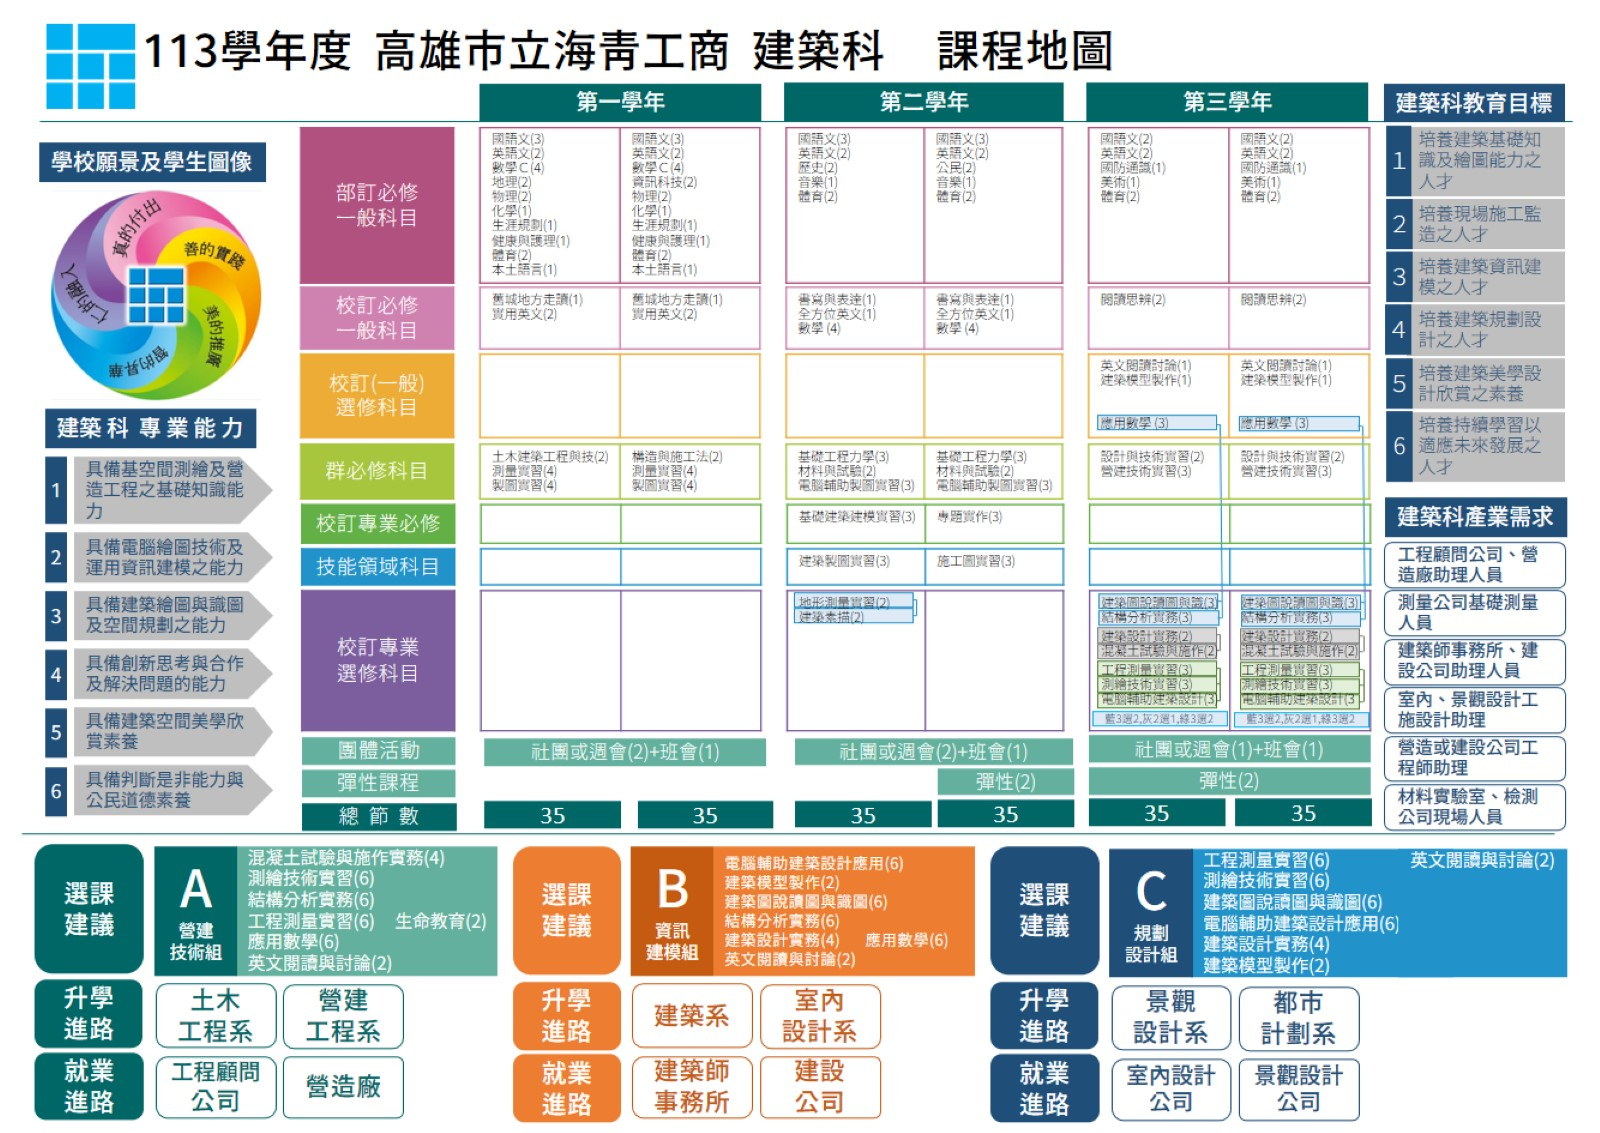 113學年度 高雄市立海青工商 建築科 課程地圖
學校願景及學生圖像
真的付出
善的實踐
美的推廣
智的昇華
仁的融入
建築科 專業能力
1 具備基空間測繪及營
造工程之基礎知識能
力
2 具備電腦繪圖技術及
運用資訊建模之能力
3 具備建築繪圖與識圖
及空間規劃之能力
4 具備創新思考與合作
及解決問題的能力
5 具備建築空間美學欣
賞素養
6 具備判斷是非能力與
公民道德素養
第一學年 第二學年 第三學年
部訂必修
一般科目
國語文(3)
英語文(2)
數學C(4)
地理(2)
物理(2)
化學(1)
生涯規劃(1)
健康與護理(1)
體育(2)
本土語言(1)
國語文(3)
英語文(2)
數學C(4)
資訊科技(2)
物理(2)
化學(1)
生涯規劃(1)
健康與護理(1)
體育(2)
本土語言(1)
國語文(3)
英語文(2)
歷史(2)
音樂(1)
體育(2)
國語文(3)
英語文(2)
公民(2)
音樂(1)
體育(2)
國語文(2)
英語文(2)
國防通識(1)
美術(1)
體育(2)
國語文(2)
英語文(2)
國防通識(1)
美術(1)
體育(2)
校訂必修
一般科目
舊城地方走讀(1)
實用英文(2)
舊城地方走讀(1)
實用英文(2)
書寫與表達(1)
全方位英文(1)
數學 (4)
書寫與表達(1)
全方位英文(1)
數學 (4)
閱讀思辨(2)
閱讀思辨(2)
校訂(一般)
選修科目
英文閱讀討論(1)
建築模型製作(1)
應用數學 (3)
英文閱讀討論(1)
建築模型製作(1)
應用數學 (3)
群必修科目
土木建築工程與技(2)
測量實習(4)
製圖實習(4)
構造與施工法(2)
測量實習(4)
製圖實習(4)
基礎工程力學(3)
材料與試驗(2)
電腦輔助製圖實習(3)
基礎工程力學(3)
材料與試驗(2)
電腦輔助製圖實習(3)
設計與技術實習(2)
營建技術實習(3)
設計與技術實習(2)
營建技術實習(3)
校訂專業必修
基礎建築建模實習(3)
專題實作(3)
技能領域科目
建築製圖實習(3)
施工圖實習(3)
校訂專業
選修科目
地形測量實習(2)
建築素描(2)
建築圖說讀圖與識(3)
結構分析實務(3)
建築設計實務(2)
混凝土試驗與施作(2)
工程測量實習(3)
測繪技術實習(3)
電腦輔助建築設計(3
藍3選2,灰2選1,綠3選2
建築圖說讀圖與識(3)
結構分析實務(3)
建築設計實務(2)
混凝土試驗與施作(2)
工程測量實習(3)
測繪技術實習(3)
電腦輔助建築設計(3
藍3選2,灰2選1,綠3選2
團體活動
社團或週會(2)+班會(1)
社團或週會(2)+班會(1)
社團或週會(1)+班會(1)
彈性課程
彈性(2)
彈性(2)
總 節 數
35 35 35 35 35 35
建築科教育目標
1 培養建築基礎知
識及繪圖能力之
人才
2 培養現場施工監
造之人才
3 培養建築資訊建
模之人才
4 培養建築規劃設
計之人才
5 培養建築美學設
計欣賞之素養
6 培養持續學習以
適應未來發展之
人才
建築科產業需求
工程顧問公司、營
造廠助理人員
測量公司基礎測量
人員
建築師事務所、建
設公司助理人員
室內、景觀設計工
施設計助理
營造或建設公司工
程師助理
材料實驗室、檢測
公司現場人員
選課
建議
A
營建
技術組
混凝土試驗與施作實務(4)
測繪技術實習(6)
結構分析實務(6)
工程測量實習(6) 生命教育(2)
應用數學(6)
英文閱讀與討論(2)
升學
進路
土木
工程系
營建
工程系
就業
進路
工程顧問
公司
營造廠
選課
建議
B
資訊
建模組
電腦輔助建築設計應用(6)
建築模型製作(2)
建築圖說讀圖與識圖(6)
結構分析實務(6)
建築設計實務(4) 應用數學(6)
英文閱讀與討論(2)
升學
進路
建築系
室內
設計系
就業
進路
建築師
事務所
建設
公司
選課
建議
C
規劃
設計組
工程測量實習(6) 英文閱讀與討論(2)
測繪技術實習(6)
建築圖說讀圖與識圖(6)
電腦輔助建築設計應用(6)
建築設計實務(4)
建築模型製作(2)
升學
進路
景觀
設計系
都市
計劃系
就業
進路
室內設計
公司
景觀設計
公司